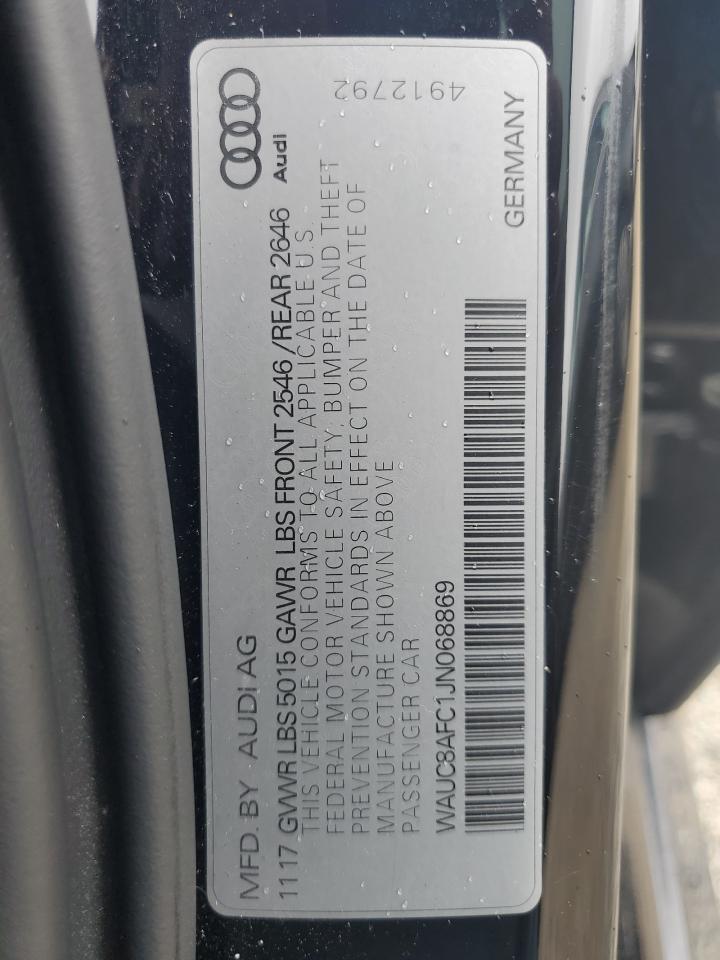 MFD. BY AUDI AG
Audi
11 17 GVWR LBS 5015 GAWR LBS FRONT 2546 / REAR 2646
THIS VEHICLE CONFORMS TO ALL APPLICABLE U.S.
FEDERAL MOTOR VEHICLE SAFETY, BUMPER AND THEFT
PREVENTION STANDARDS IN EFFECT ON THE DATE OF
MANUFACTURE SHOWN ABOVE
PASSENGER CAR
4912792
WAUC8AFC1JN068869
GERMANY